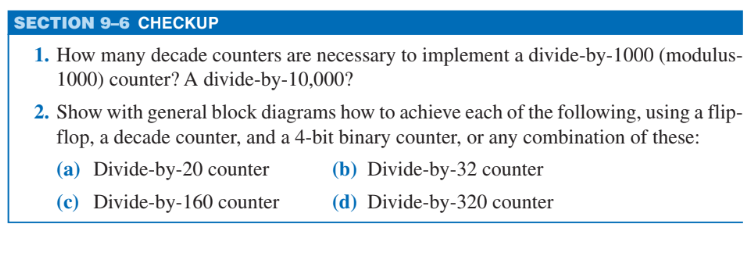 SECTION 9–6 CHECKUP
1. How many decade counters are necessary to implement a divide-by-1000 (modulus-
1000) counter? A divide-by-10,000?
2. Show with general block diagrams how to achieve each of the following, using a flip-
flop, a decade counter, and a 4-bit binary counter, or any combination of these:
(a) Divide-by-20 counter (b) Divide-by-32 counter
(c) Divide-by-160 counter (d) Divide-by-320 counter